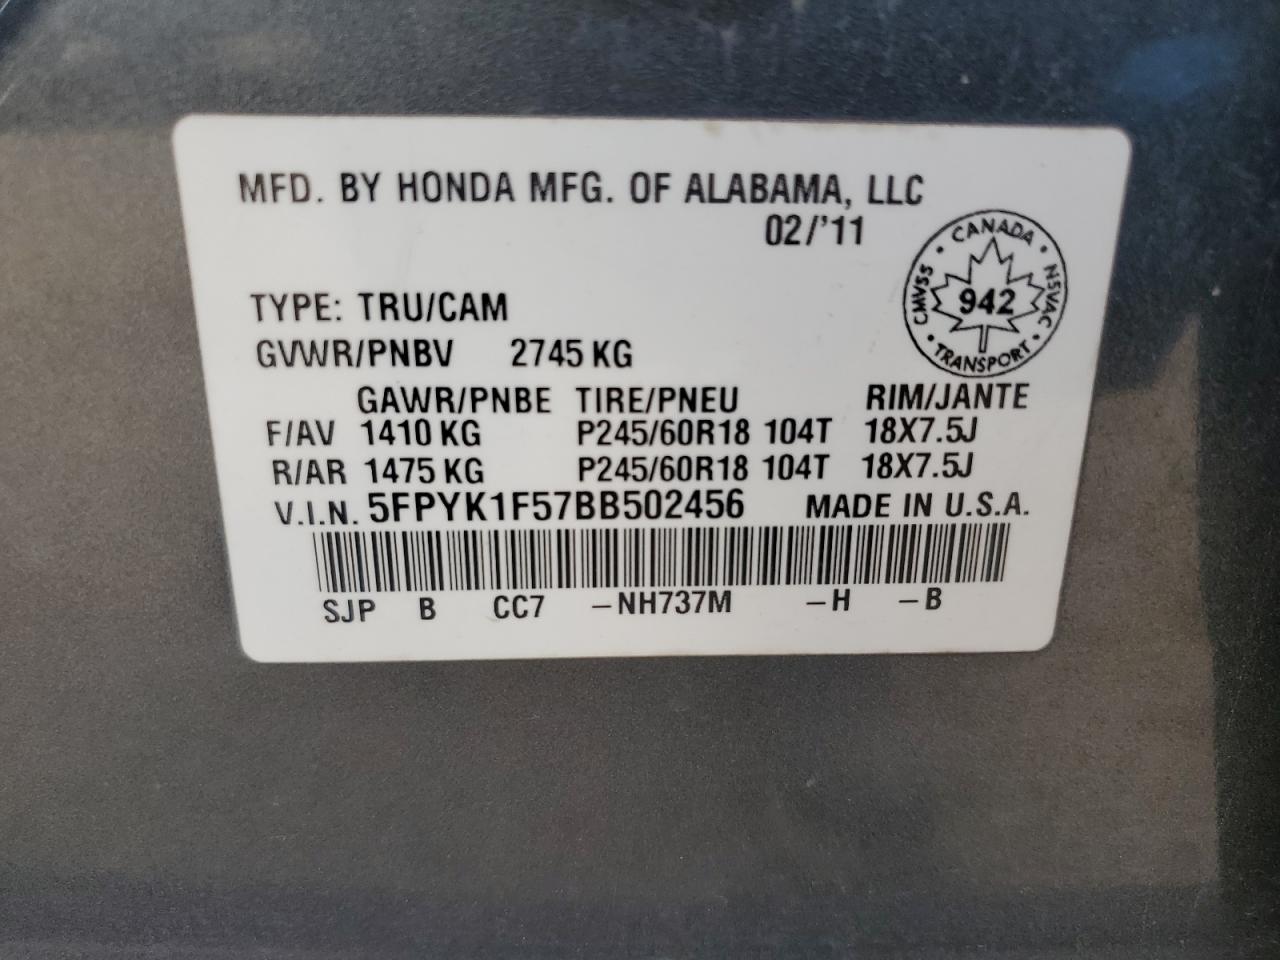 MFD. BY HONDA MFG. OF ALABAMA, LLC
02/'11
CANADA
CMVSS 942 NSVAC
TRANSPORT
TYPE: TRU/CAM
GVWR/PNBV 2745 KG
GAWR/PNBE TIRE/PNEU RIM/JANTE
F/AV 1410 KG P245/60R18 104T 18X7.5J
R/AR 1475 KG P245/60R18 104T 18X7.5J
V.I.N. 5FPYK1F57BB502456 MADE IN U.S.A.
SJP B CC7 -NH737M -H -B